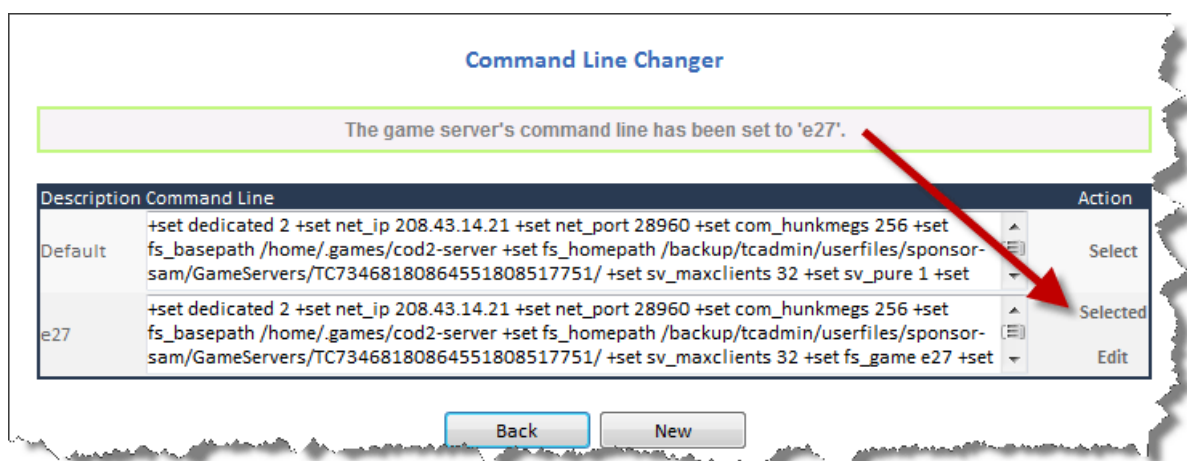 Command Line Changer
The game server's command line has been set to 'e27'.
Description Command Line Action
Default
+set dedicated 2 +set net_ip 208.43.14.21 +set net_port 28960 +set com_hunkmegs 256 +set
fs_basepath /home/.games/cod2-server +set fs_homepath /backup/tcadmin/userfiles/sponsor-
sam/GameServers/TC73468180864551808517751/ +set sv_maxclients 32 +set sv_pure 1 +set
Select
e27
+set dedicated 2 +set net_ip 208.43.14.21 +set net_port 28960 +set com_hunkmegs 256 +set
fs_basepath /home/.games/cod2-server +set fs_homepath /backup/tcadmin/userfiles/sponsor-
sam/GameServers/TC73468180864551808517751/ +set sv_maxclients 32 +set fs_game e27 +set
Selected
Edit
Back
New